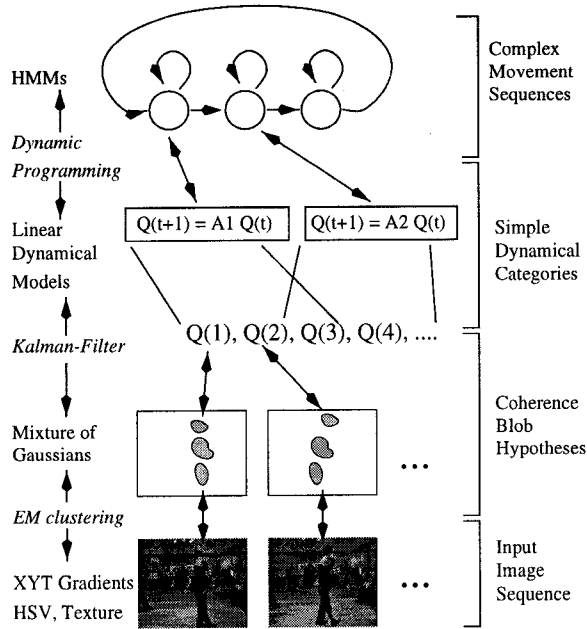 HMMs
Complex
Movement
Sequences
Dynamic
Programming
Linear
Dynamical
Models
Q(t+1) = A1 Q(t)
Q(t+1) = A2 Q(t)
Simple
Dynamical
Categories
Q(1), Q(2), Q(3), Q(4), ....
Kalman-Filter
Mixture of
Gaussians
Coherence
Blob
Hypotheses
...
EM clustering
XYT Gradients
HSV, Texture
Input
Image
Sequence
...